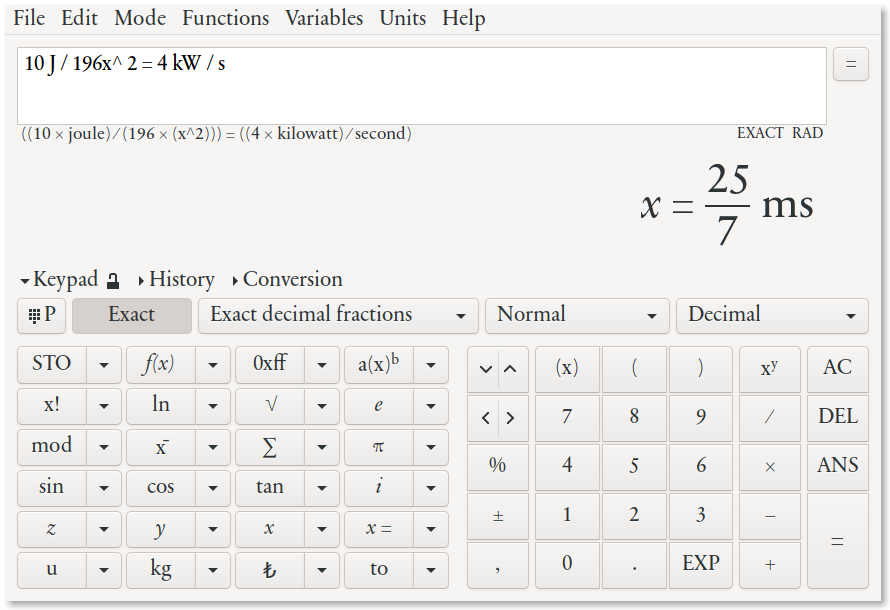 File Edit Mode Functions Variables Units Help
10 J / 196x^ 2 = 4 kW / s
=
((10 × joule)/(196 × (x^2))) = ((4 × kilowatt)/second)
EXACT RAD
x = 25/7 ms
Keypad History Conversion
P Exact Exact decimal fractions Normal Decimal
STO f(x) 0xff a(x)ᵇ (x) ( ) xʸ AC
x! ln √ e 7 8 9 / DEL
mod x̄ ∑ π % 4 5 6 × ANS
sin cos tan i ± 1 2 3 − =
z y x x = , 0 . EXP +
u kg ₺ to